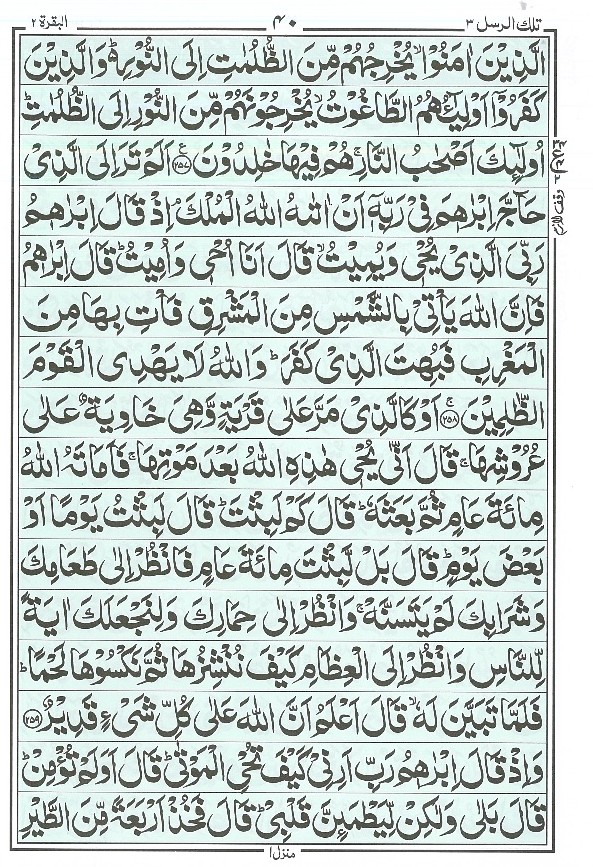 تلك الرسل ٣
٤٠
البقرة ٢
الَّذِيْنَ اٰمَنُوْا ۙ يُخْرِجُهُمْ مِّنَ الظُّلُمٰتِ اِلَى النُّوْرِ ؕ۬ وَالَّذِيْنَ
كَفَرُوْٓا اَوْلِيٰٓـُٔهُمُ الطَّاغُوْتُ ۙ يُخْرِجُوْنَهُمْ مِّنَ النُّوْرِ اِلَى الظُّلُمٰتِ ؕ
اُولٰٓئِكَ اَصْحٰبُ النَّارِ ۚ هُمْ فِيْهَا خٰلِدُوْنَ ۧ ﴿٢٥٧﴾ اَلَمْ تَرَ اِلَى الَّذِيْ
حَآجَّ اِبْرٰهٖمَ فِيْ رَبِّهٖٓ اَنْ اٰتٰىهُ اللّٰهُ الْمُلْكَ ۘ اِذْ قَالَ اِبْرٰهٖمُ
رَبِّيَ الَّذِيْ يُحْيٖ وَيُمِيْتُ ۙ قَالَ اَنَا اُحْيٖ وَاُمِيْتُ ؕ قَالَ اِبْرٰهٖمُ
فَاِنَّ اللّٰهَ يَاْتِيْ بِالشَّمْسِ مِنَ الْمَشْرِقِ فَاْتِ بِهَا مِنَ
الْمَغْرِبِ فَبُهِتَ الَّذِيْ كَفَرَ ؕ وَاللّٰهُ لَا يَهْدِي الْقَوْمَ
الظّٰلِمِيْنَ ۚ ﴿٢٥٨﴾ اَوْ كَالَّذِيْ مَرَّ عَلٰى قَرْيَةٍ وَّهِيَ خَاوِيَةٌ عَلٰى
عُرُوْشِهَا ۚ قَالَ اَنّٰى يُحْيٖ هٰذِهِ اللّٰهُ بَعْدَ مَوْتِهَا ۚ فَاَمَاتَهُ اللّٰهُ
مِائَةَ عَامٍ ثُمَّ بَعَثَهٗ ؕ قَالَ كَمْ لَبِثْتَ ؕ قَالَ لَبِثْتُ يَوْمًا اَوْ
بَعْضَ يَوْمٍ ؕ قَالَ بَلْ لَّبِثْتَ مِائَةَ عَامٍ فَانْظُرْ اِلٰى طَعَامِكَ
وَشَرَابِكَ لَمْ يَتَسَنَّهْ ۚ وَانْظُرْ اِلٰى حِمَارِكَ وَلِنَجْعَلَكَ اٰيَةً
لِّلنَّاسِ وَانْظُرْ اِلَى الْعِظَامِ كَيْفَ نُنْشِزُهَا ثُمَّ نَكْسُوْهَا لَحْمًا ؕ
فَلَمَّا تَبَيَّنَ لَهٗ ۙ قَالَ اَعْلَمُ اَنَّ اللّٰهَ عَلٰى كُلِّ شَيْءٍ قَدِيْرٌ ﴿٢٥٩﴾
وَاِذْ قَالَ اِبْرٰهٖمُ رَبِّ اَرِنِيْ كَيْفَ تُحْيِ الْمَوْتٰى ؕ قَالَ اَوَلَمْ تُؤْمِنْ ؕ
قَالَ بَلٰى وَلٰكِنْ لِّيَطْمَئِنَّ قَلْبِيْ ؕ قَالَ فَخُذْ اَرْبَعَةً مِّنَ الطَّيْرِ
وقف لازم
منزل ١